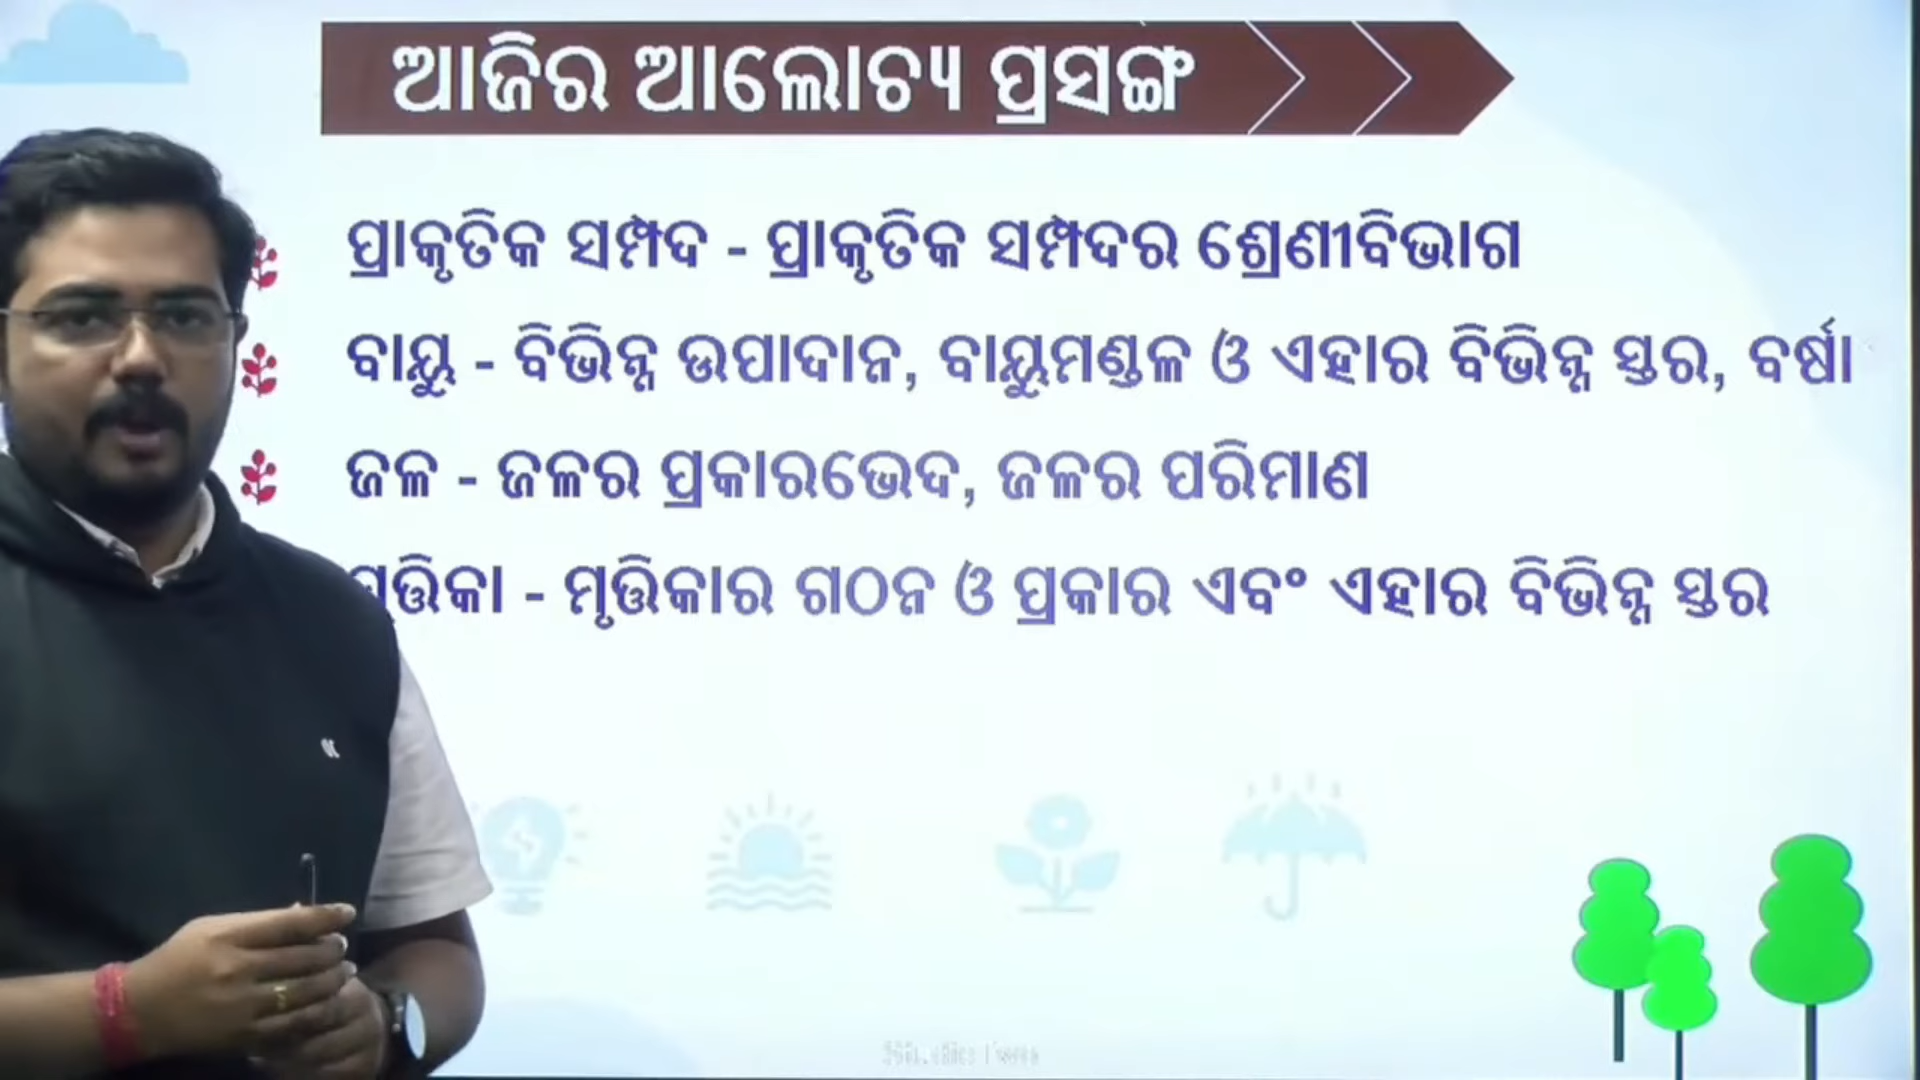 ଆଜିର ଆଲୋଚ୍ୟ ପ୍ରସଙ୍ଗ
ପ୍ରାକୃତିକ ସମ୍ପଦ - ପ୍ରାକୃତିକ ସମ୍ପଦର ଶ୍ରେଣୀବିଭାଗ
ବାୟୁ - ବିଭିନ୍ନ ଉପାଦାନ, ବାୟୁମଣ୍ଡଳ ଓ ଏହାର ବିଭିନ୍ନ ସ୍ତର, ବର୍ଷା
ଜଳ - ଜଳର ପ୍ରକାରଭେଦ, ଜଳର ପରିମାଣ
ମୃତ୍ତିକା - ମୃତ୍ତିକାର ଗଠନ ଓ ପ୍ରକାର ଏବଂ ଏହାର ବିଭିନ୍ନ ସ୍ତର